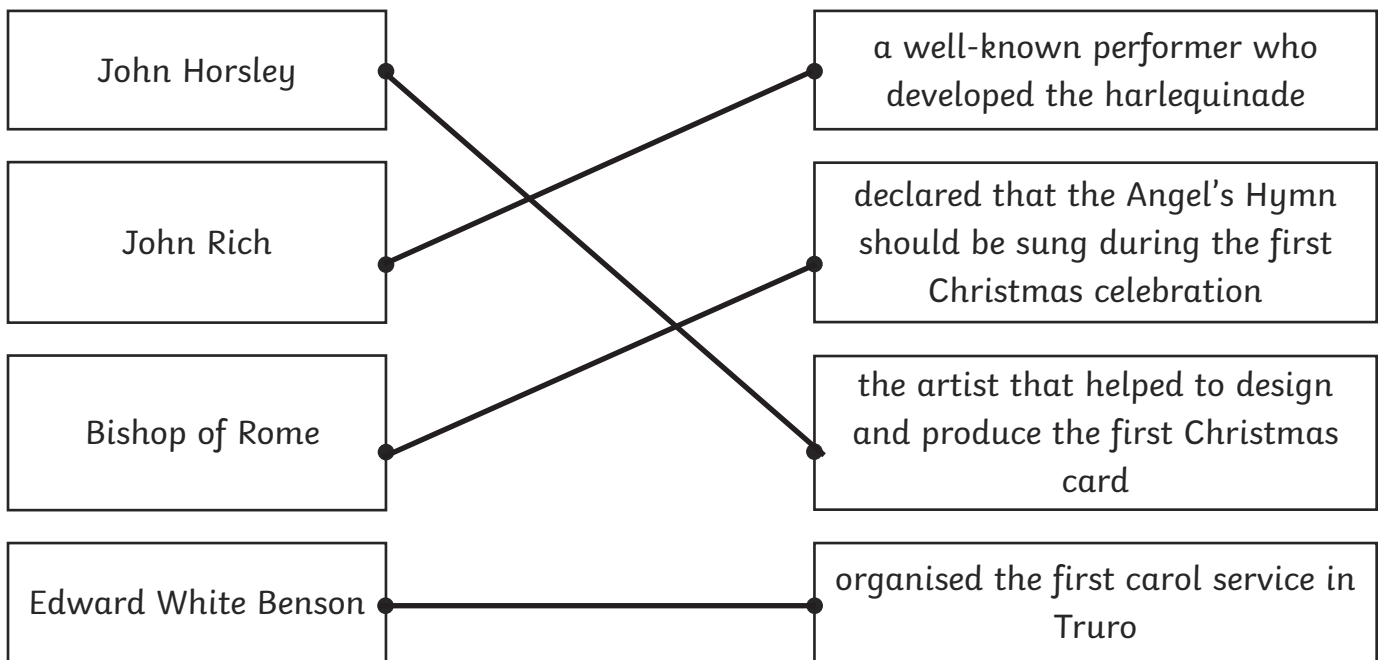 John Horsley
a well-known performer who
developed the harlequinade
John Rich
declared that the Angel's Hymn
should be sung during the first
Christmas celebration
Bishop of Rome
the artist that helped to design
and produce the first Christmas
card
Edward White Benson
organised the first carol service in
Truro